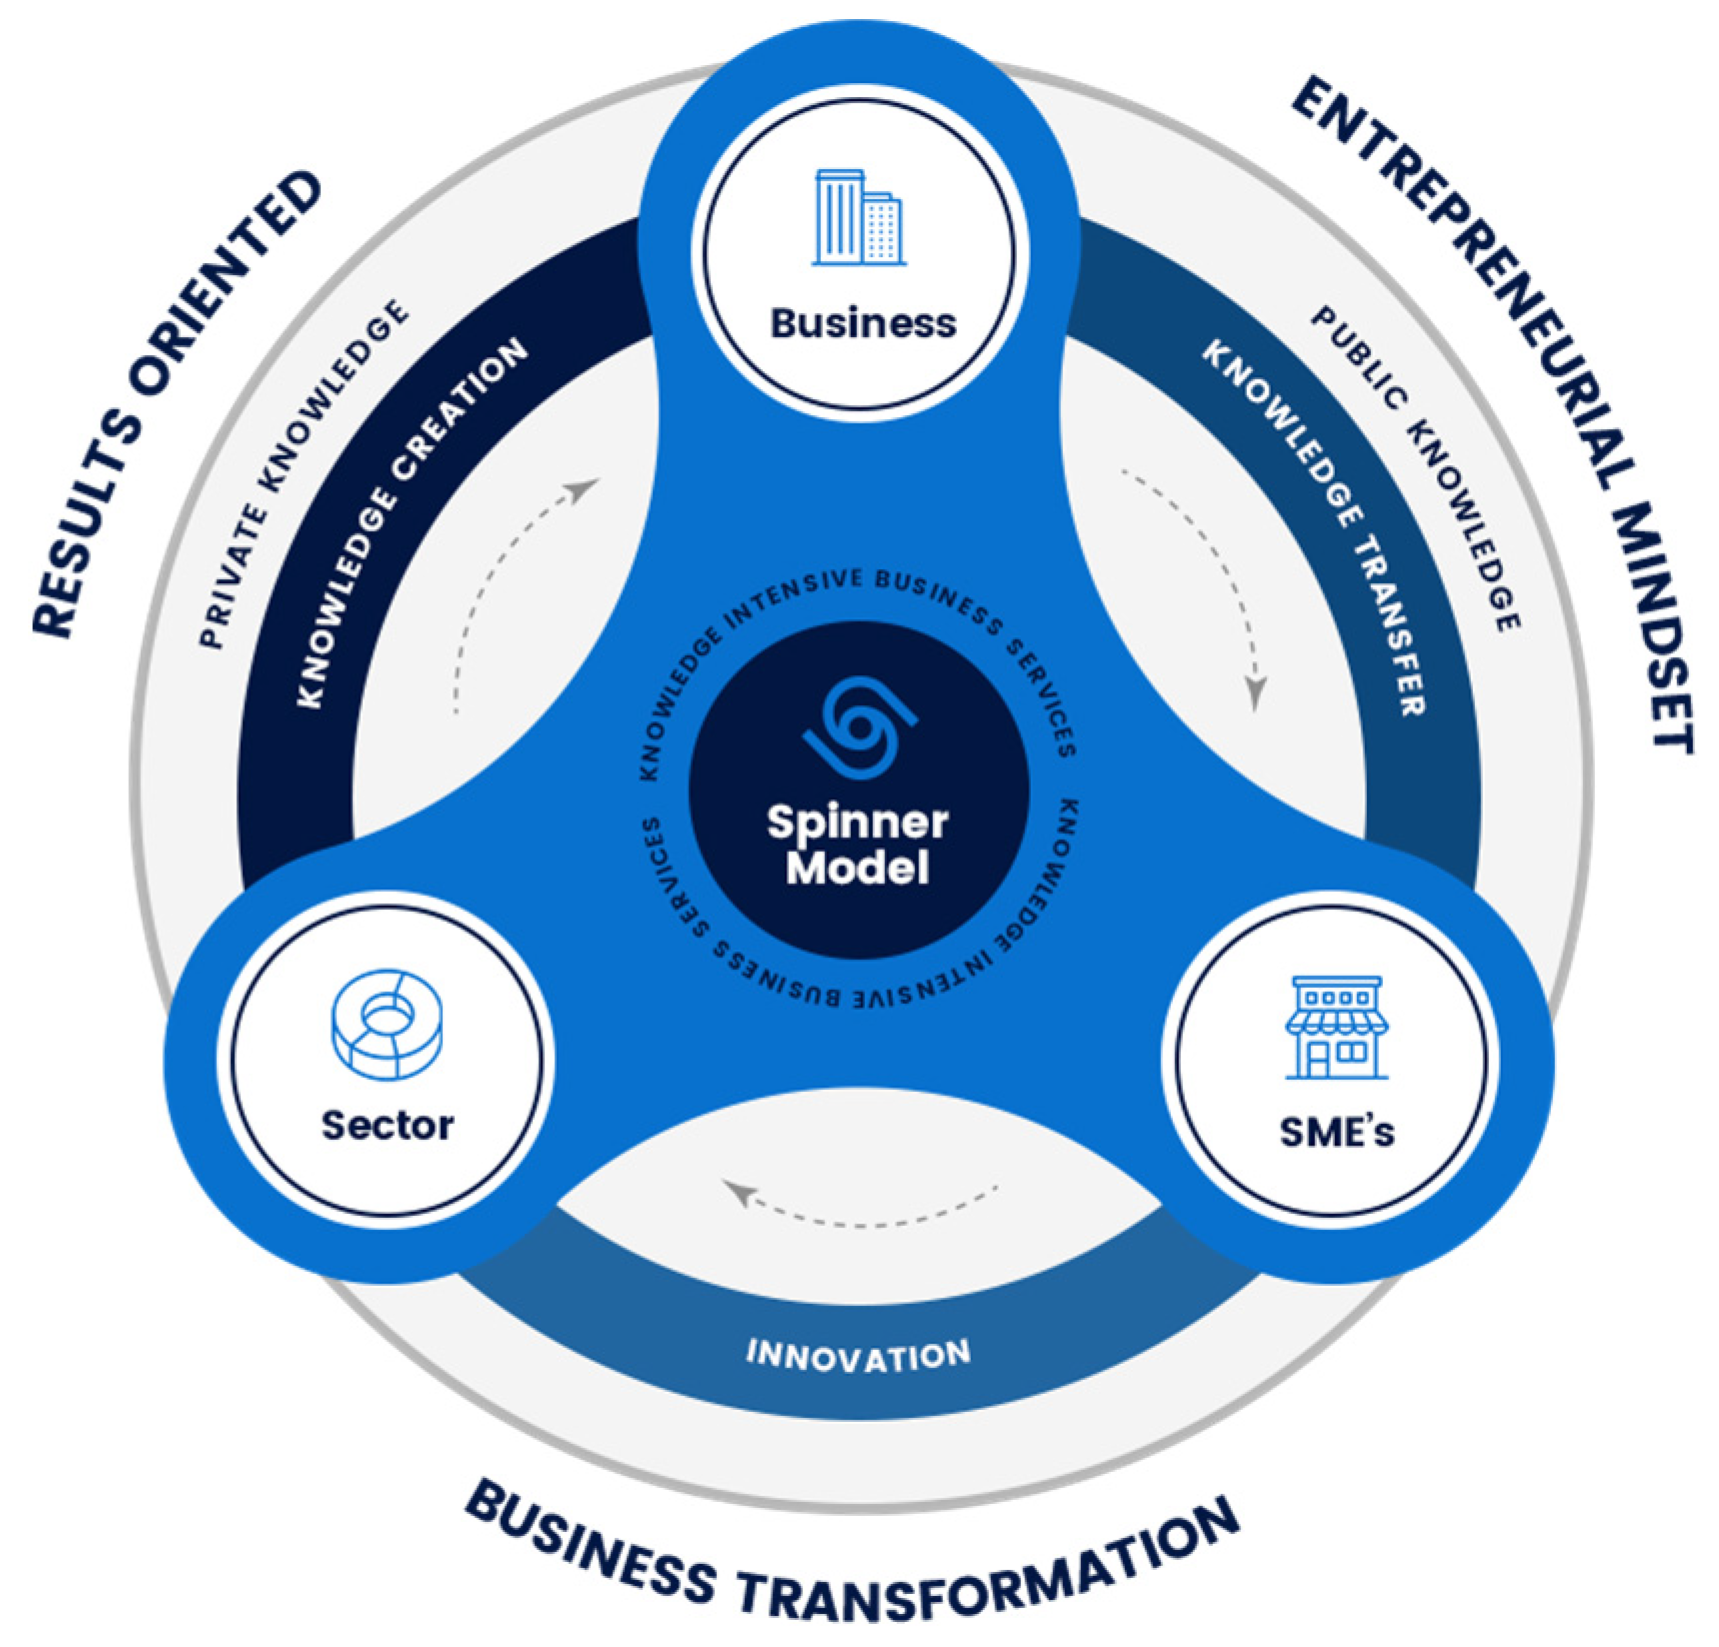 RESULTS ORIENTED
ENTREPRENEURIAL MINDSET
PRIVATE KNOWLEDGE
PUBLIC KNOWLEDGE
KNOWLEDGE CREATION
KNOWLEDGE TRANSFER
Business
KNOWLEDGE INTENSIVE BUSINESS SERVICES
Spinner
Model
KNOWLEDGE INTENSIVE BUSINESS SERVICES
Sector
SME's
INNOVATION
BUSINESS TRANSFORMATION